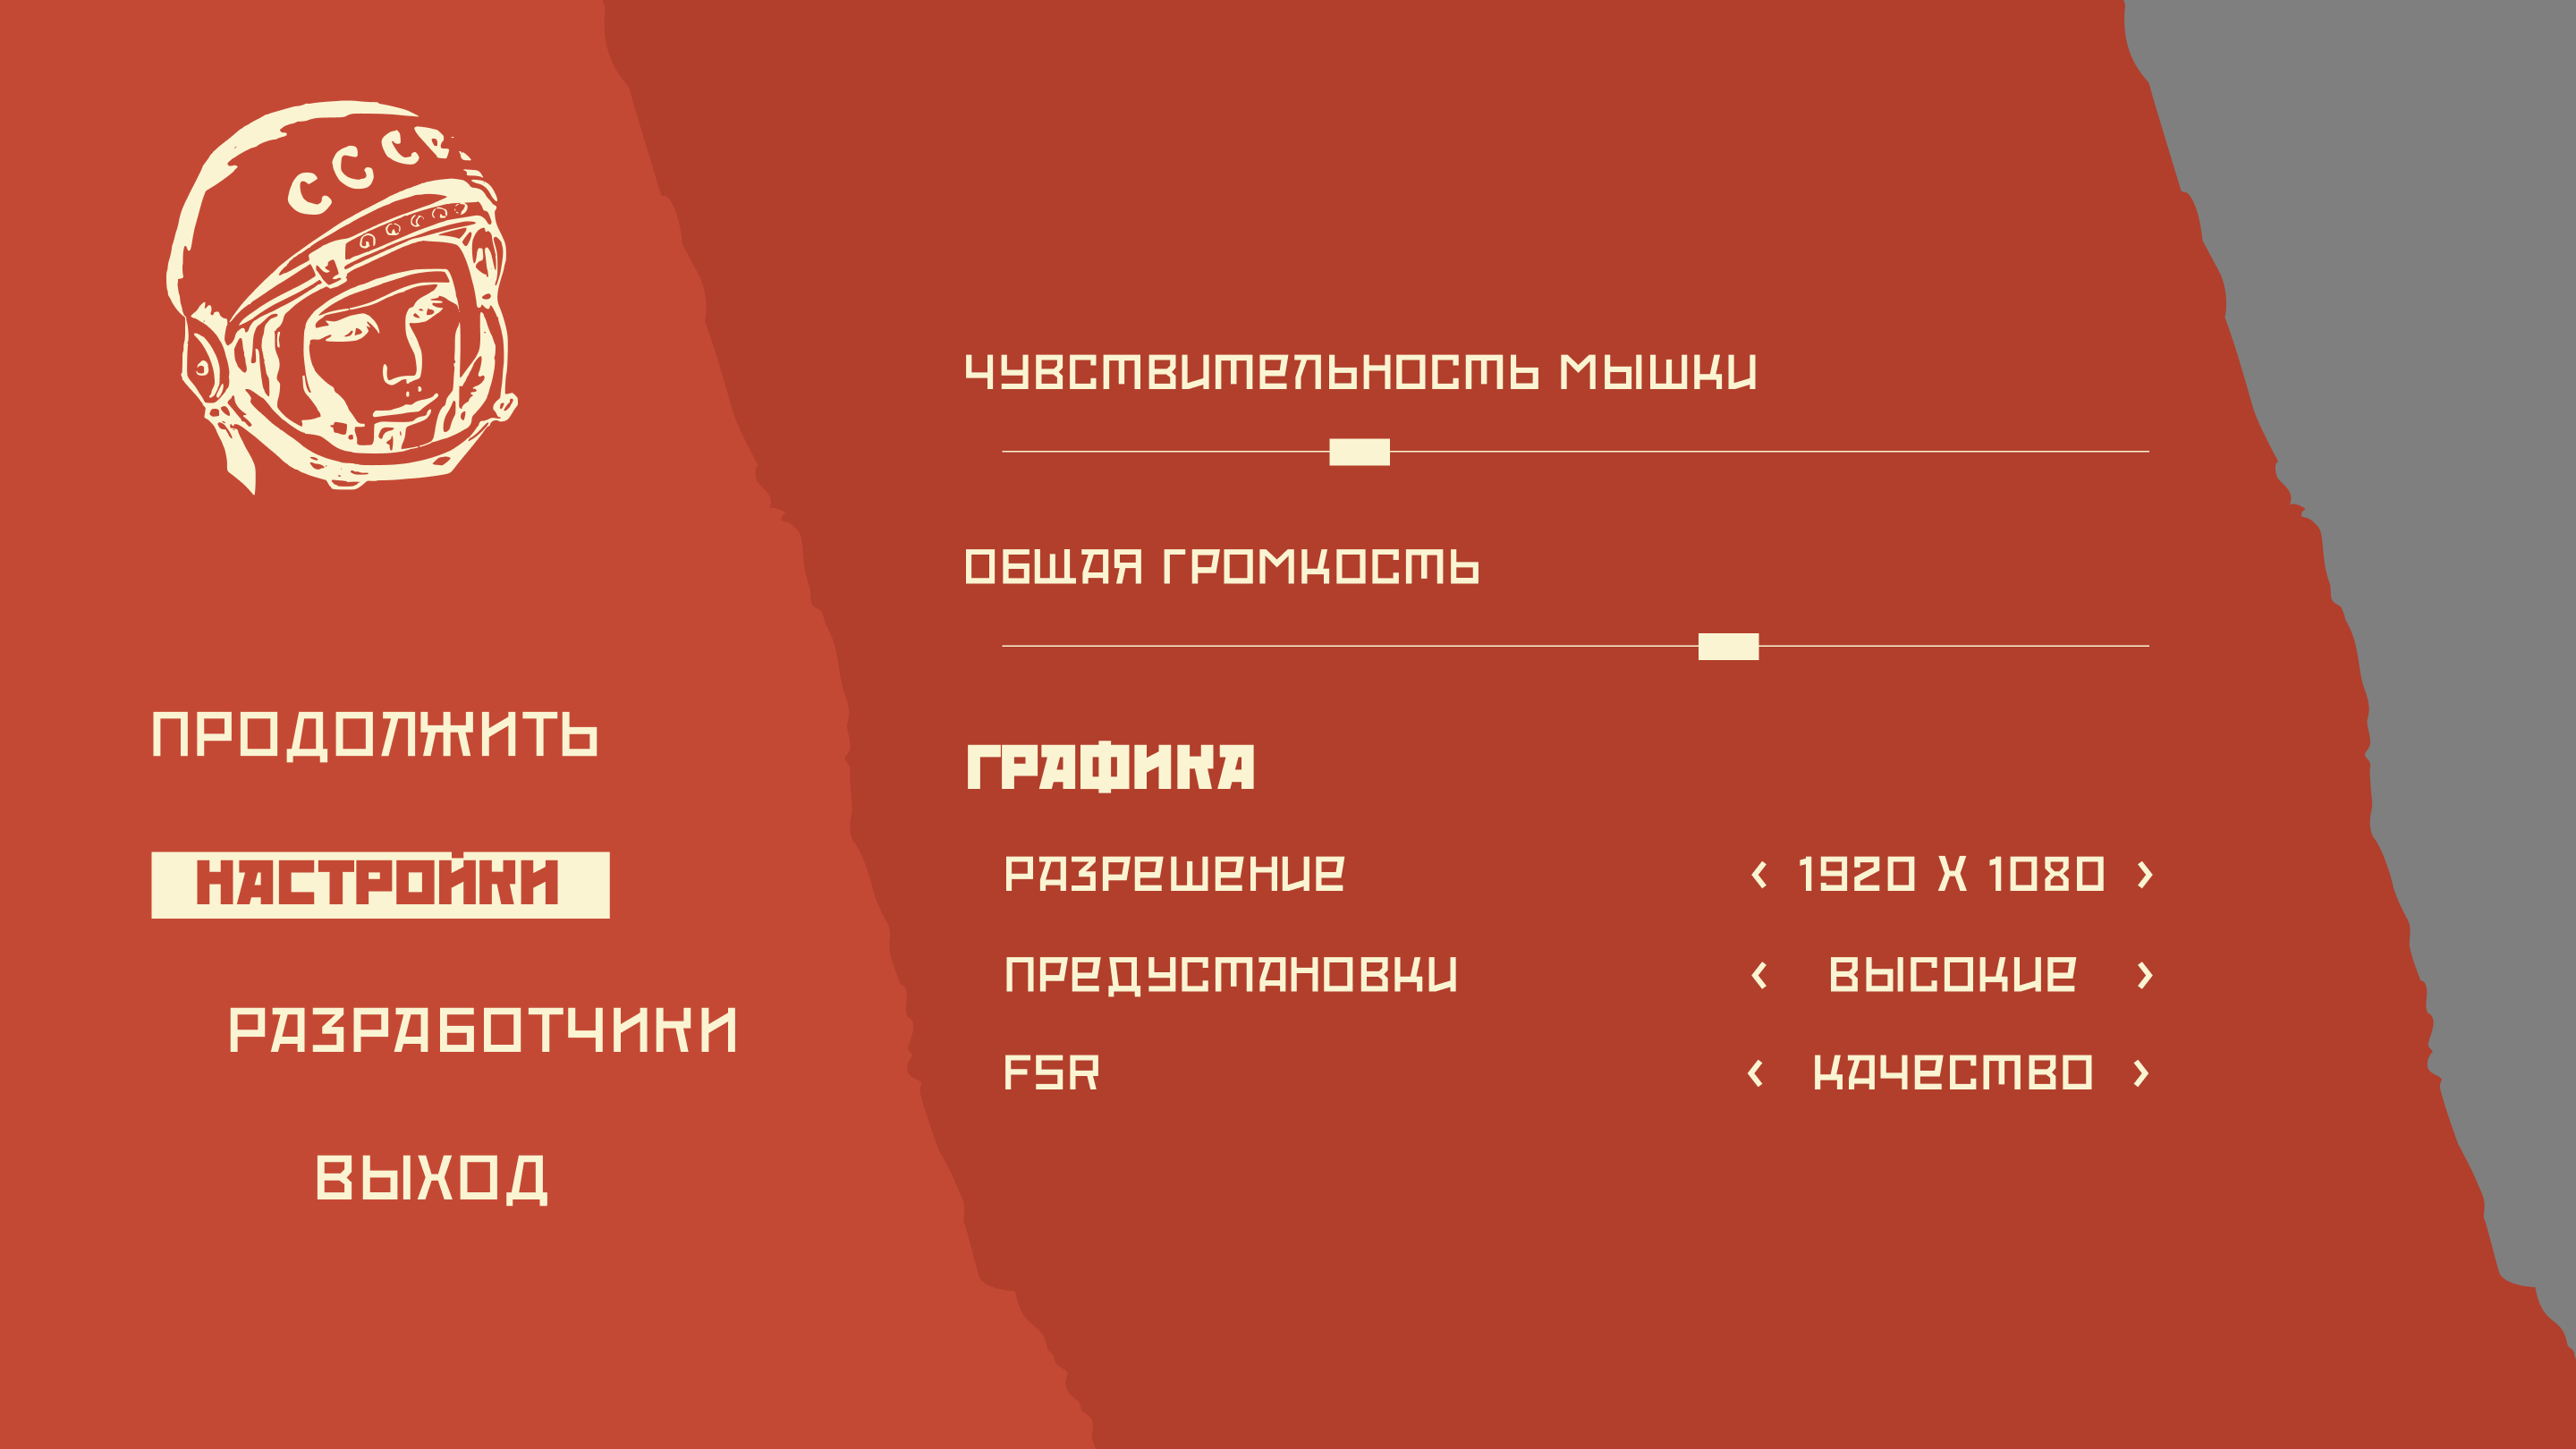 СССР
ПРОДОЛЖИТЬ
НАСТРОЙКИ
РАЗРАБОТЧИКИ
ВЫХОД
ЧУВСТВИТЕЛЬНОСТЬ МЫШКИ
ОБЩАЯ ГРОМКОСТЬ
ГРАФИКА
РАЗРЕШЕНИЕ < 1920 X 1080 >
ПРЕДУСТАНОВКИ < ВЫСОКИЕ >
FSR < КАЧЕСТВО >